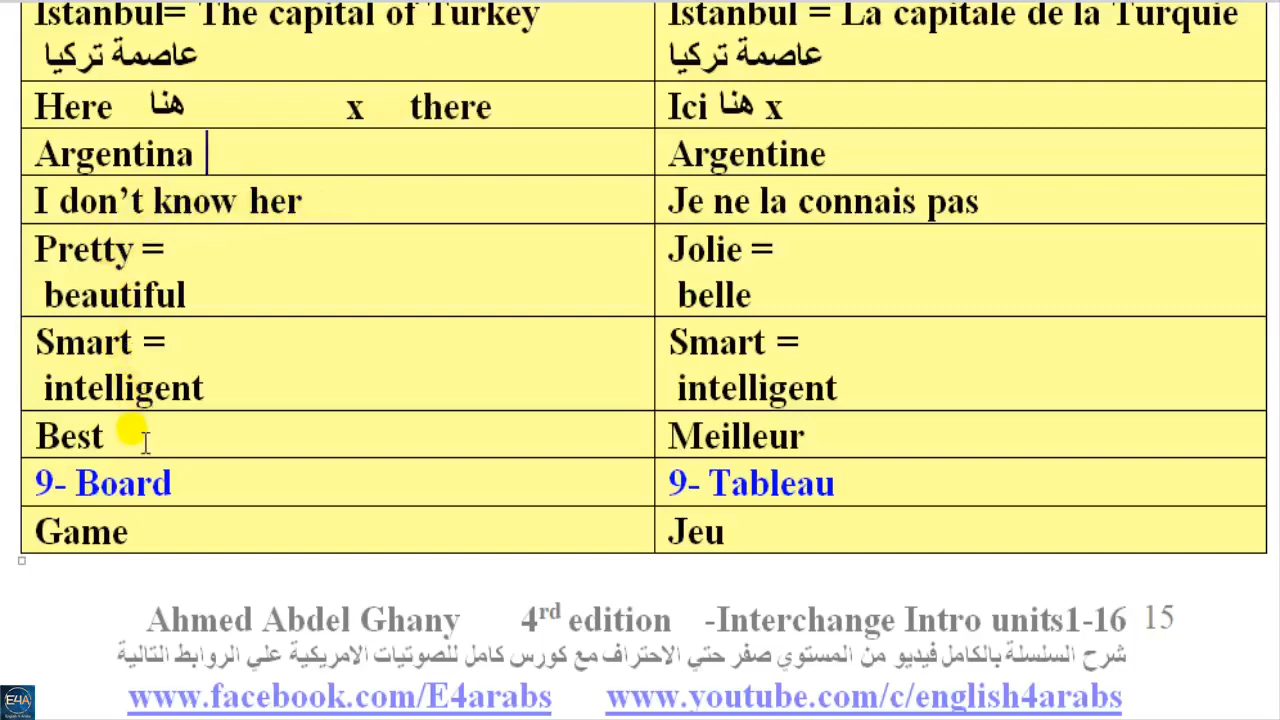 Istanbul= The capital of Turkey
عاصمة تركيا
Istanbul = La capitale de la Turquie
عاصمة تركيا
Here هنا x there
Ici هنا x
Argentina
Argentine
I don’t know her
Je ne la connais pas
Pretty =
beautiful
Jolie =
belle
Smart =
intelligent
Smart =
intelligent
Best
Meilleur
9- Board
9- Tableau
Game
Jeu
Ahmed Abdel Ghany 4rd edition -Interchange Intro units1-16 15
شرح السلسلة بالكامل فيديو من المستوي صفر حتي الاحتراف مع كورس كامل للصوتيات الامريكية علي الروابط التالية
www.facebook.com/E4arabs www.youtube.com/c/english4arabs
E4A
English 4 Arabs